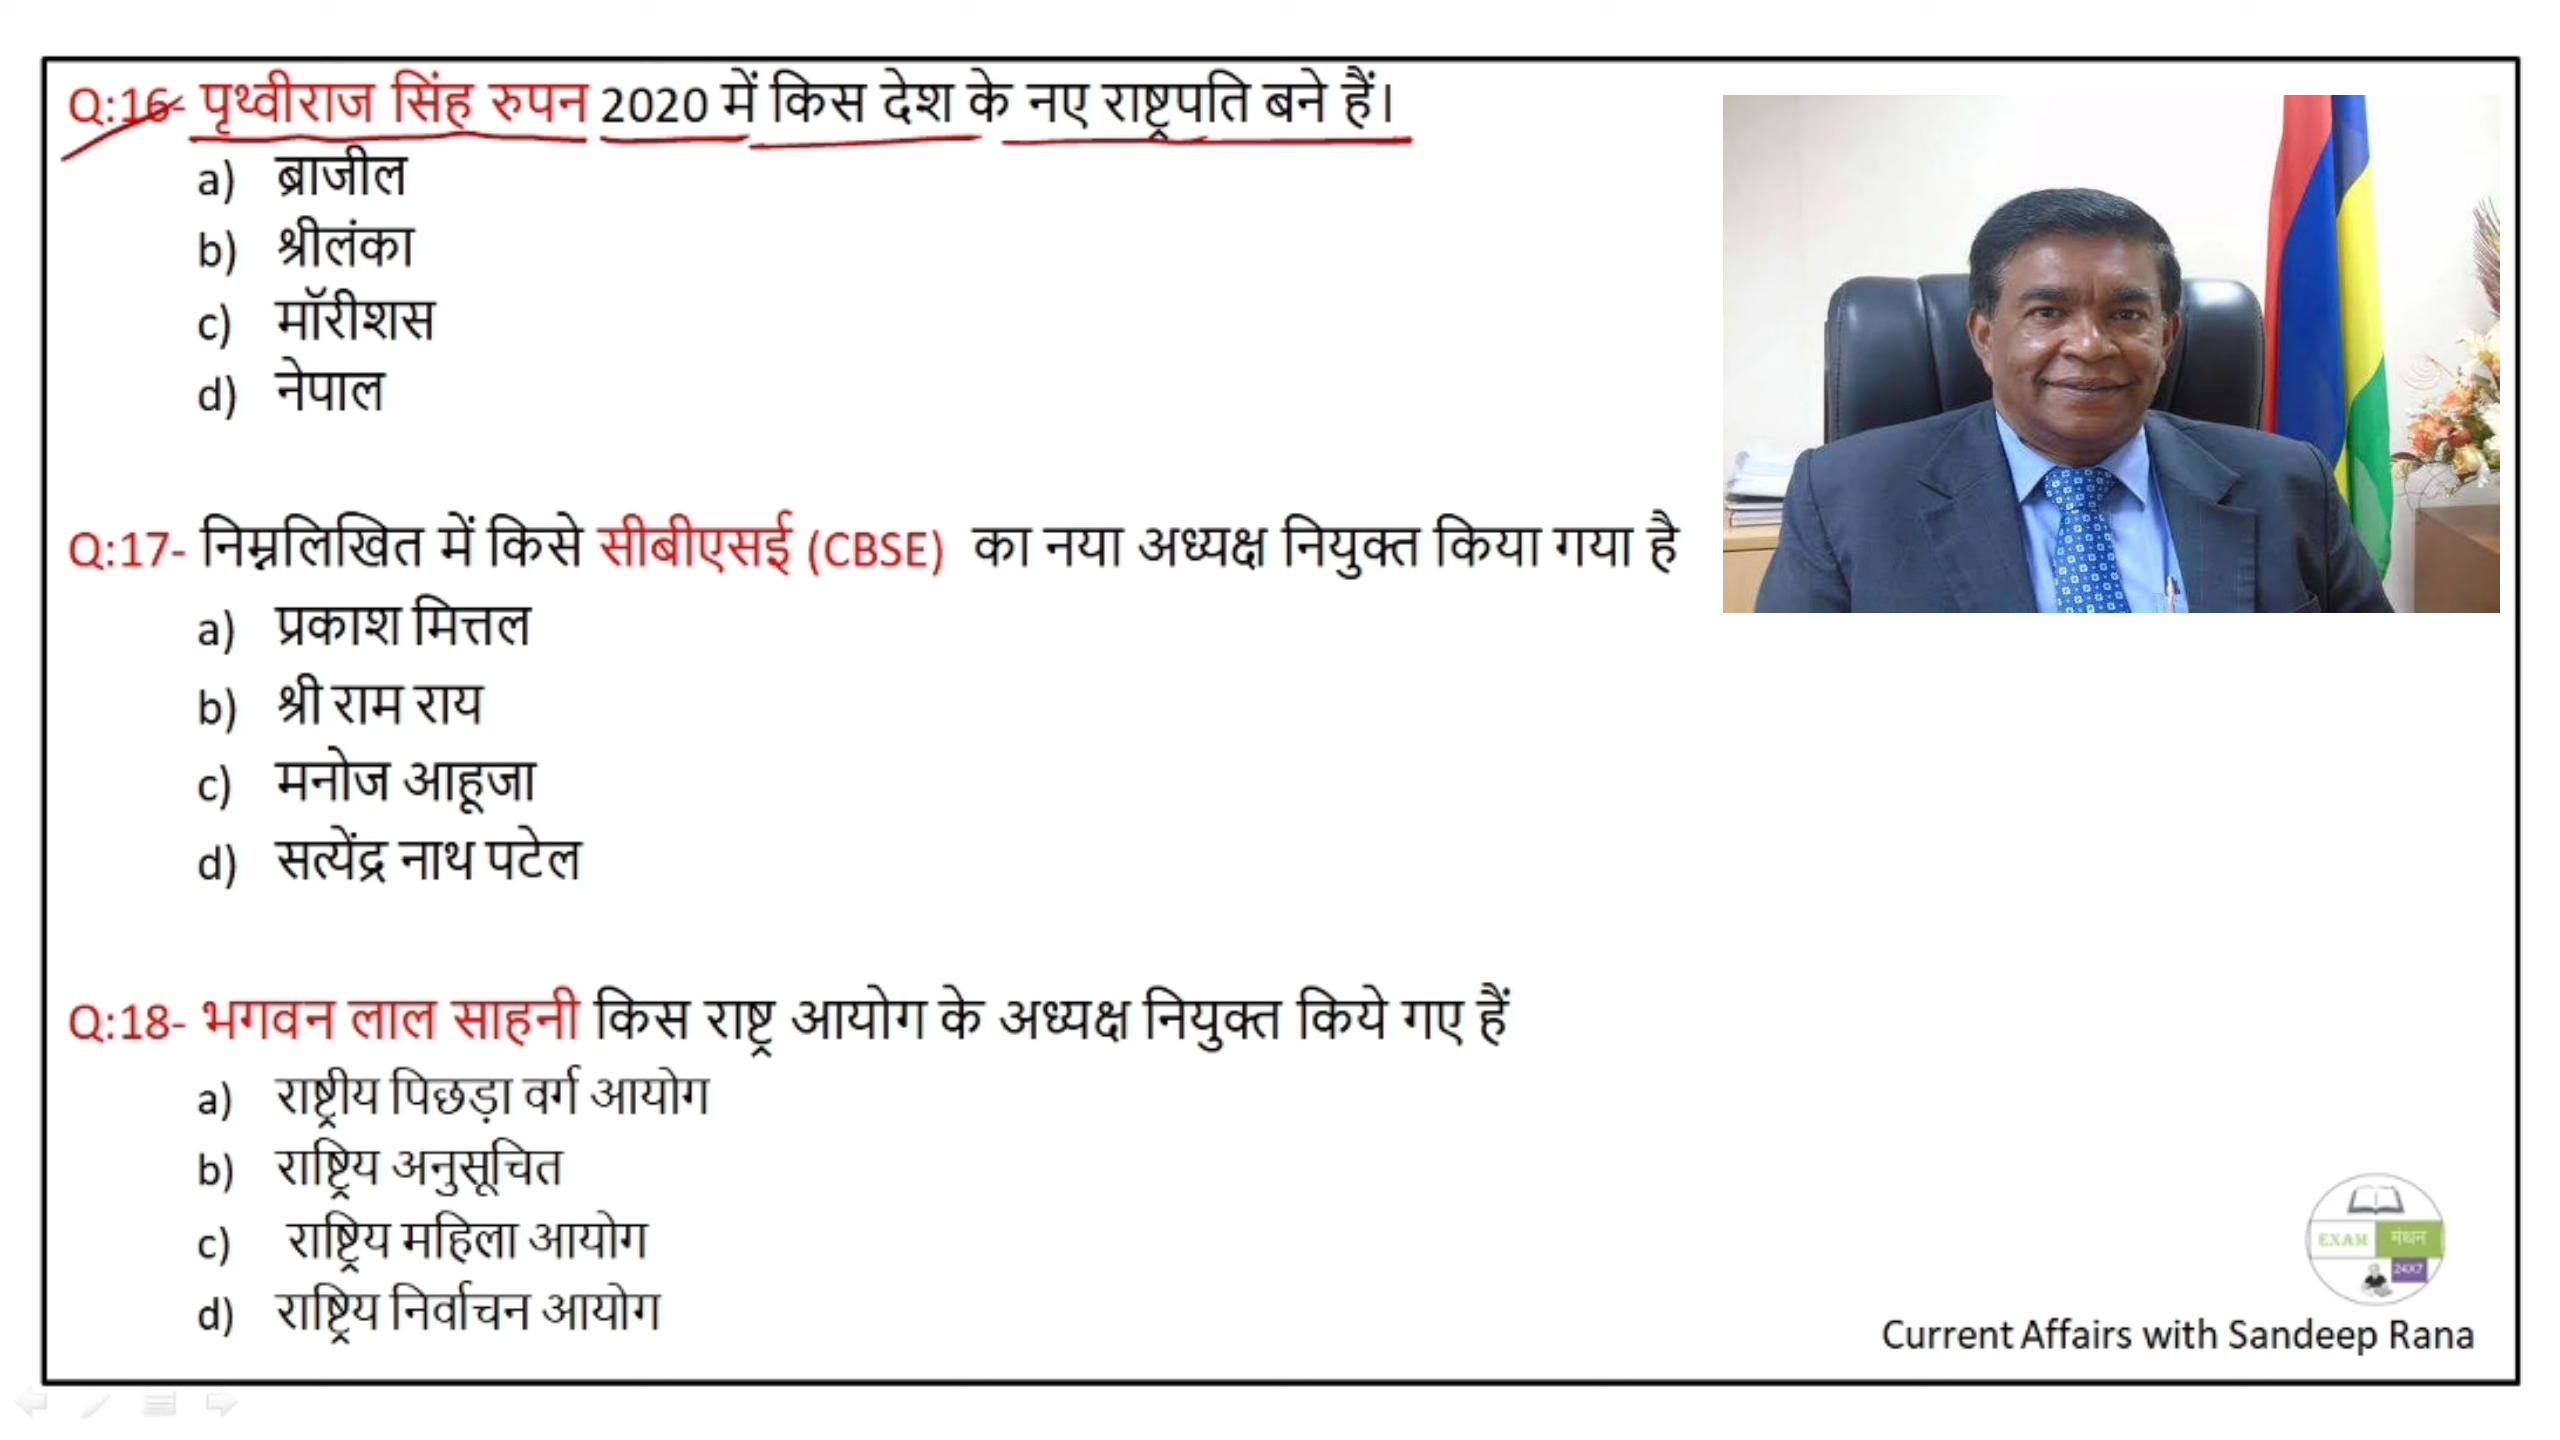 Q:16- पृथ्वीराज सिंह रुपन 2020 में किस देश के नए राष्ट्रपति बने हैं।
a) ब्राजील
b) श्रीलंका
c) मॉरीशस
d) नेपाल
Q:17- निम्नलिखित में किसे सीबीएसई (CBSE) का नया अध्यक्ष नियुक्त किया गया है
a) प्रकाश मित्तल
b) श्री राम राय
c) मनोज आहूजा
d) सत्येंद्र नाथ पटेल
Q:18- भगवन लाल साहनी किस राष्ट्र आयोग के अध्यक्ष नियुक्त किये गए हैं
a) राष्ट्रीय पिछड़ा वर्ग आयोग
b) राष्ट्रिय अनुसूचित
c) राष्ट्रिय महिला आयोग
d) राष्ट्रिय निर्वाचन आयोग
EXAM मंथन
24X7
Current Affairs with Sandeep Rana